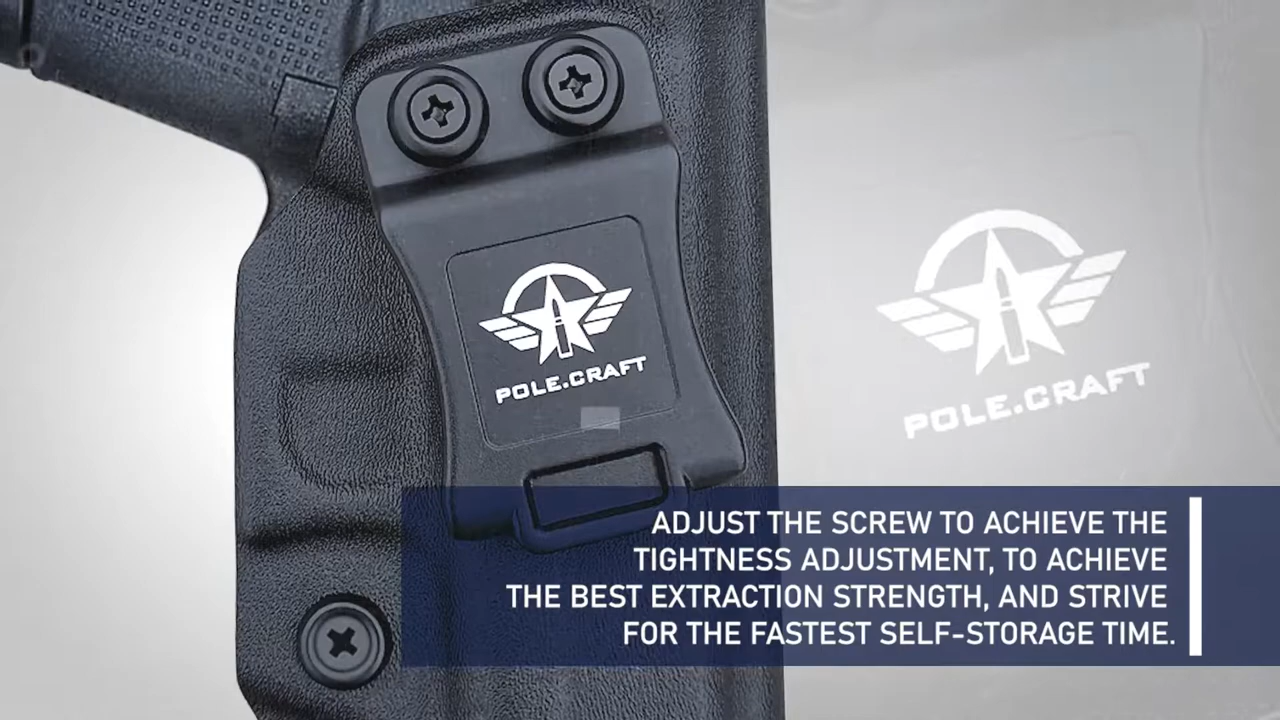 POLE.CRAFT
POLE.CRAFT
ADJUST THE SCREW TO ACHIEVE THE
TIGHTNESS ADJUSTMENT, TO ACHIEVE
THE BEST EXTRACTION STRENGTH, AND STRIVE
FOR THE FASTEST SELF-STORAGE TIME.